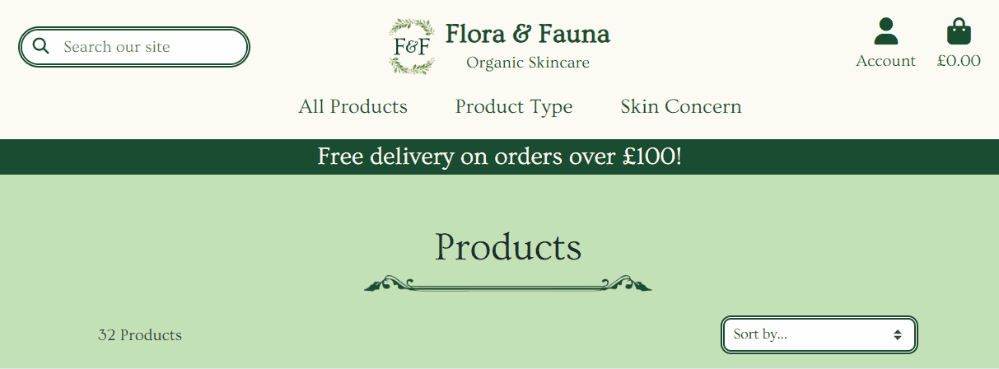 Search our site
F&F
Flora & Fauna
Organic Skincare
Account
£0.00
All Products
Product Type
Skin Concern
Free delivery on orders over £100!
Products
32 Products
Sort by...